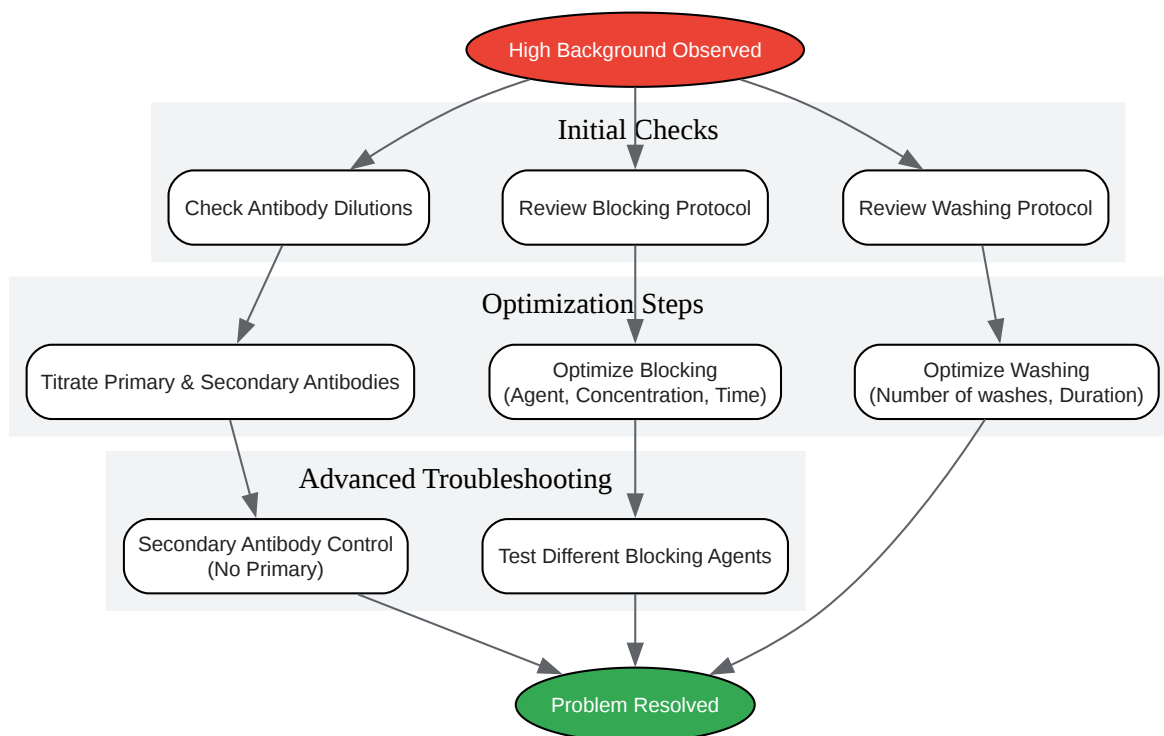 High Background Observed
Initial Checks
Check Antibody Dilutions
Review Blocking Protocol
Review Washing Protocol
Optimization Steps
Titrate Primary & Secondary Antibodies
Optimize Blocking
(Agent, Concentration, Time)
Optimize Washing
(Number of washes, Duration)
Advanced Troubleshooting
Secondary Antibody Control
(No Primary)
Test Different Blocking Agents
Problem Resolved